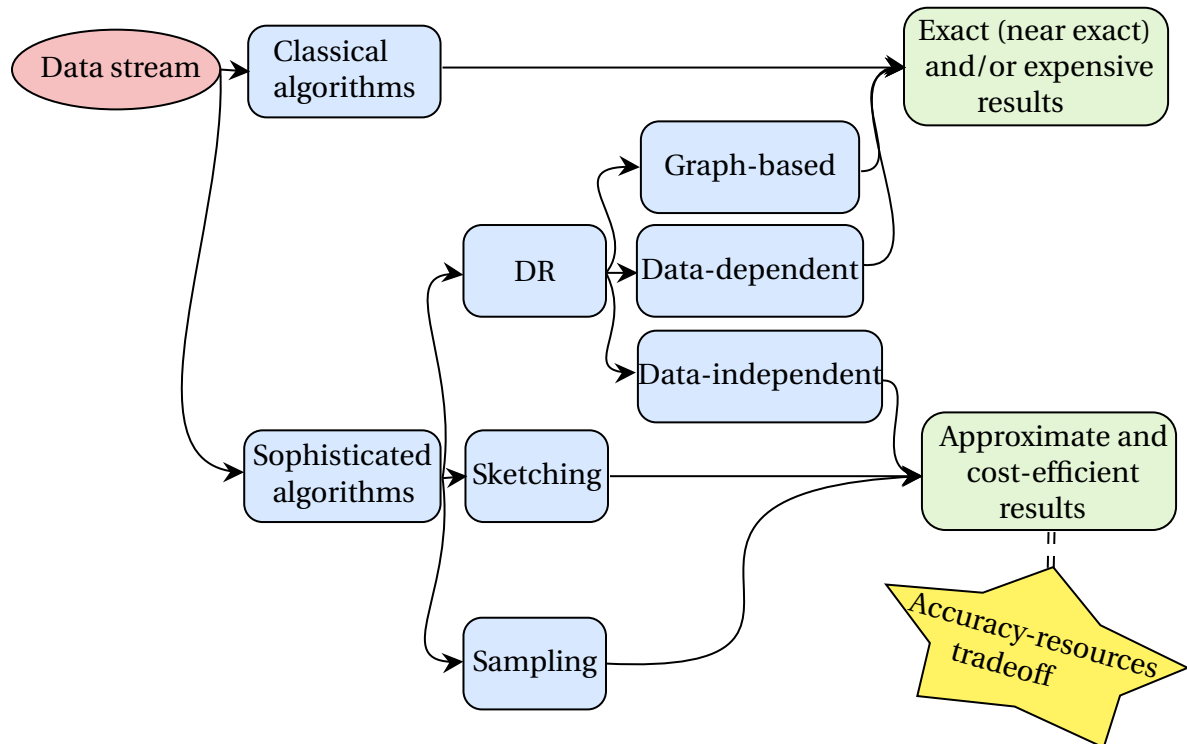 Data stream
Classical
algorithms
Exact (near exact)
and/or expensive
results
Graph-based
DR
Data-dependent
Data-independent
Sophisticated
algorithms
Sketching
Approximate and
cost-efficient
results
Sampling
Accuracy-resources
tradeoff